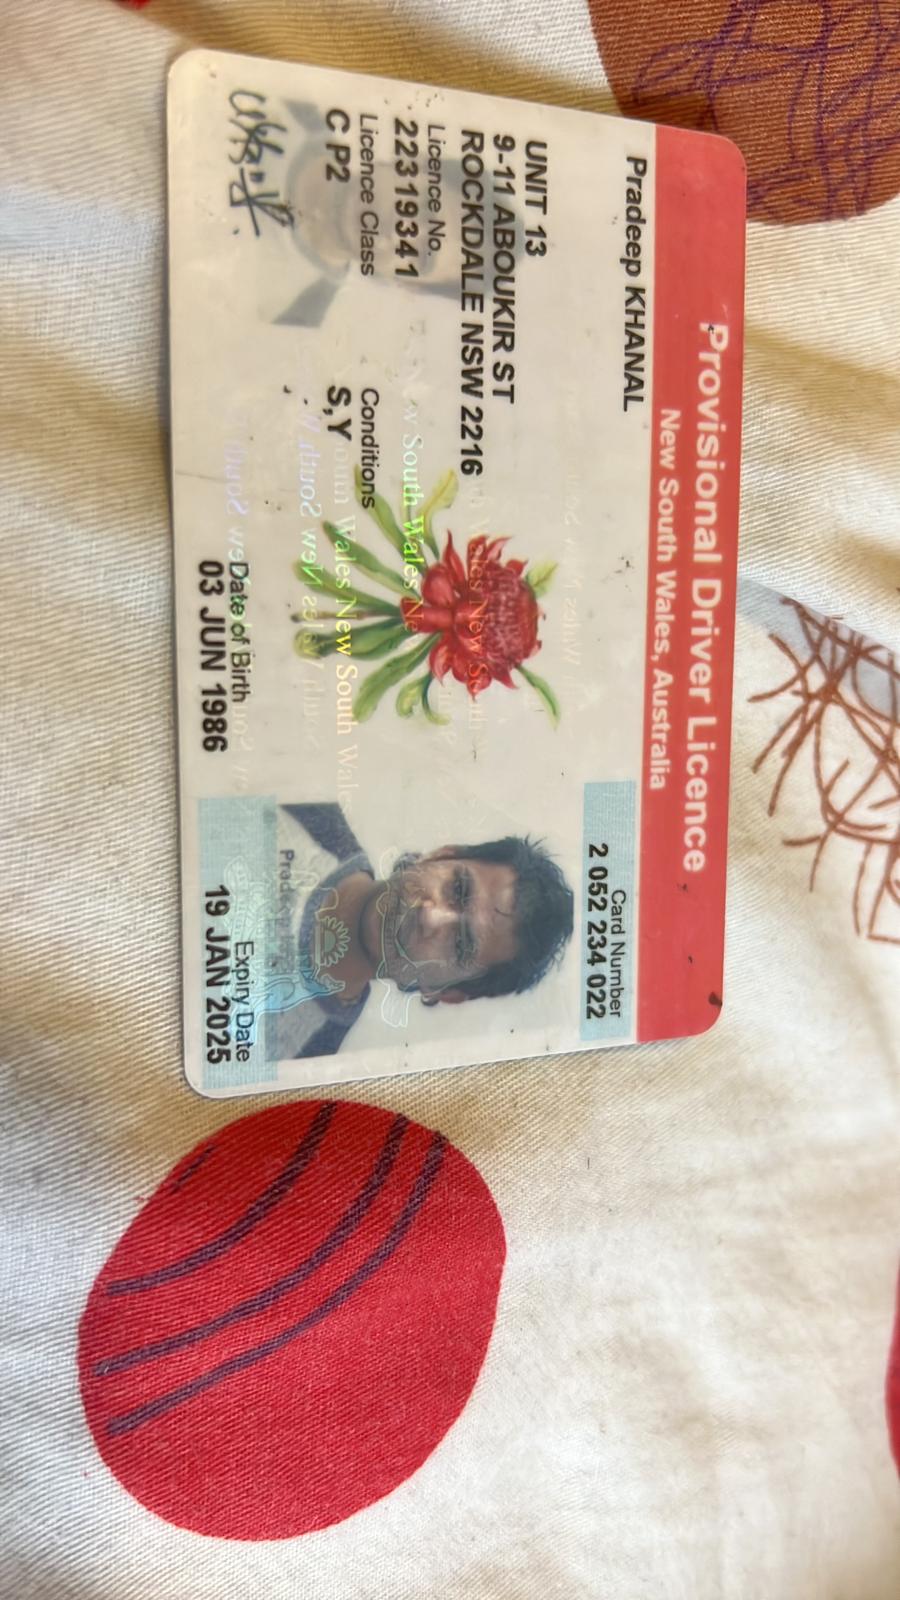 Provisional Driver Licence
New South Wales, Australia
Pradeep KHANAL
Card Number
2 052 234 022
UNIT 13
9-11 ABOUKIR ST
ROCKDALE NSW 2216
Licence No.
22319341
Licence Class
C P2
Conditions
S,Y
New South Wales New
Wales New South Wales
Pradeep
Date of Birth
03 JUN 1986
Expiry Date
19 JAN 2025